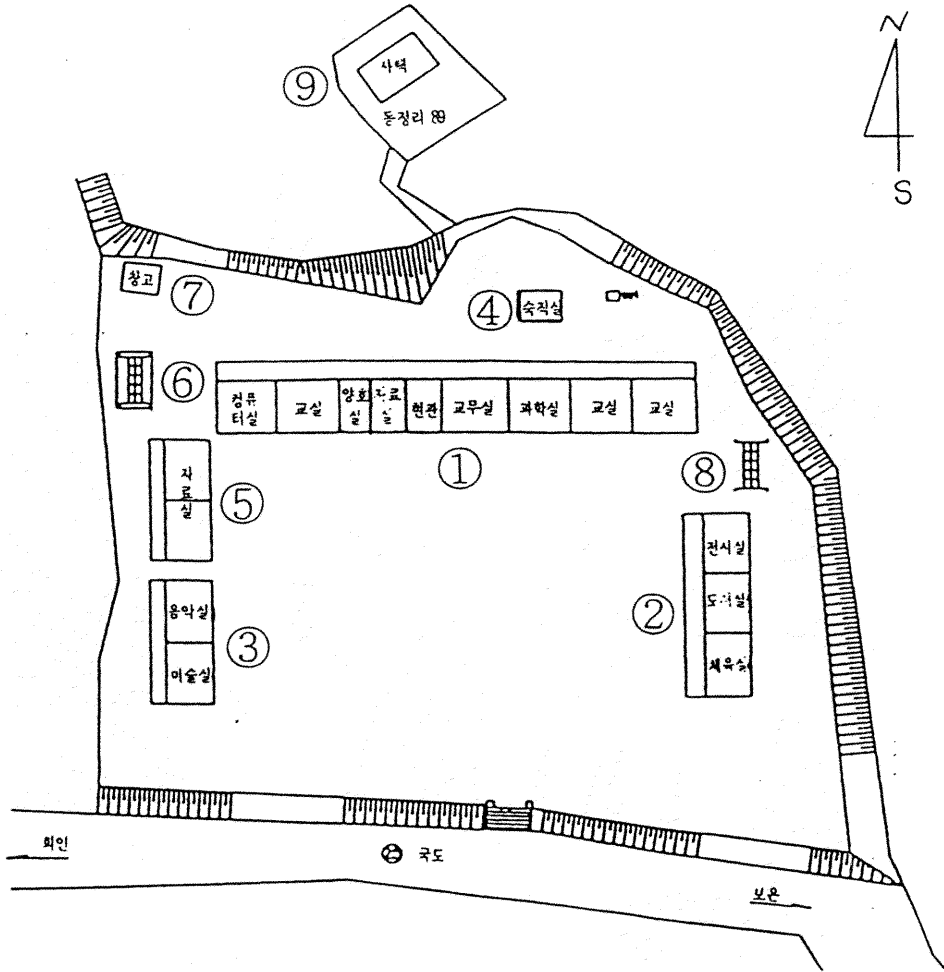 N
⑨
사택
동정리 89
S
창고
⑦
④
숙직실
⑥
컴퓨
터실
교실
양호
실
자료
실
현관
교무실
과학실
교실
교실
①
⑧
자
료
실
⑤
전시실
②
음악실
③
미술실
체육실
회인
국도
보은